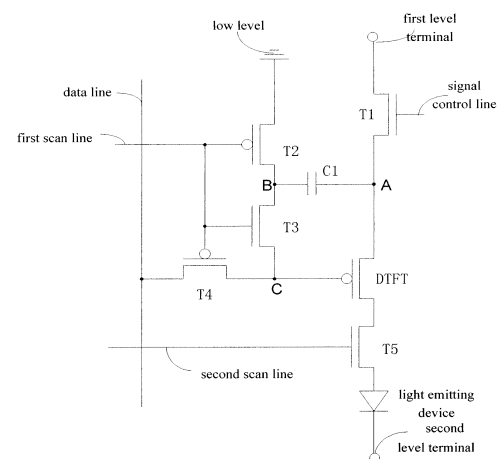 low level
first level
terminal
data line
signal
control line
T1
first scan line
T2
C1
B
A
T3
DTFT
C
T4
T5
second scan line
light emitting
device
second
level terminal